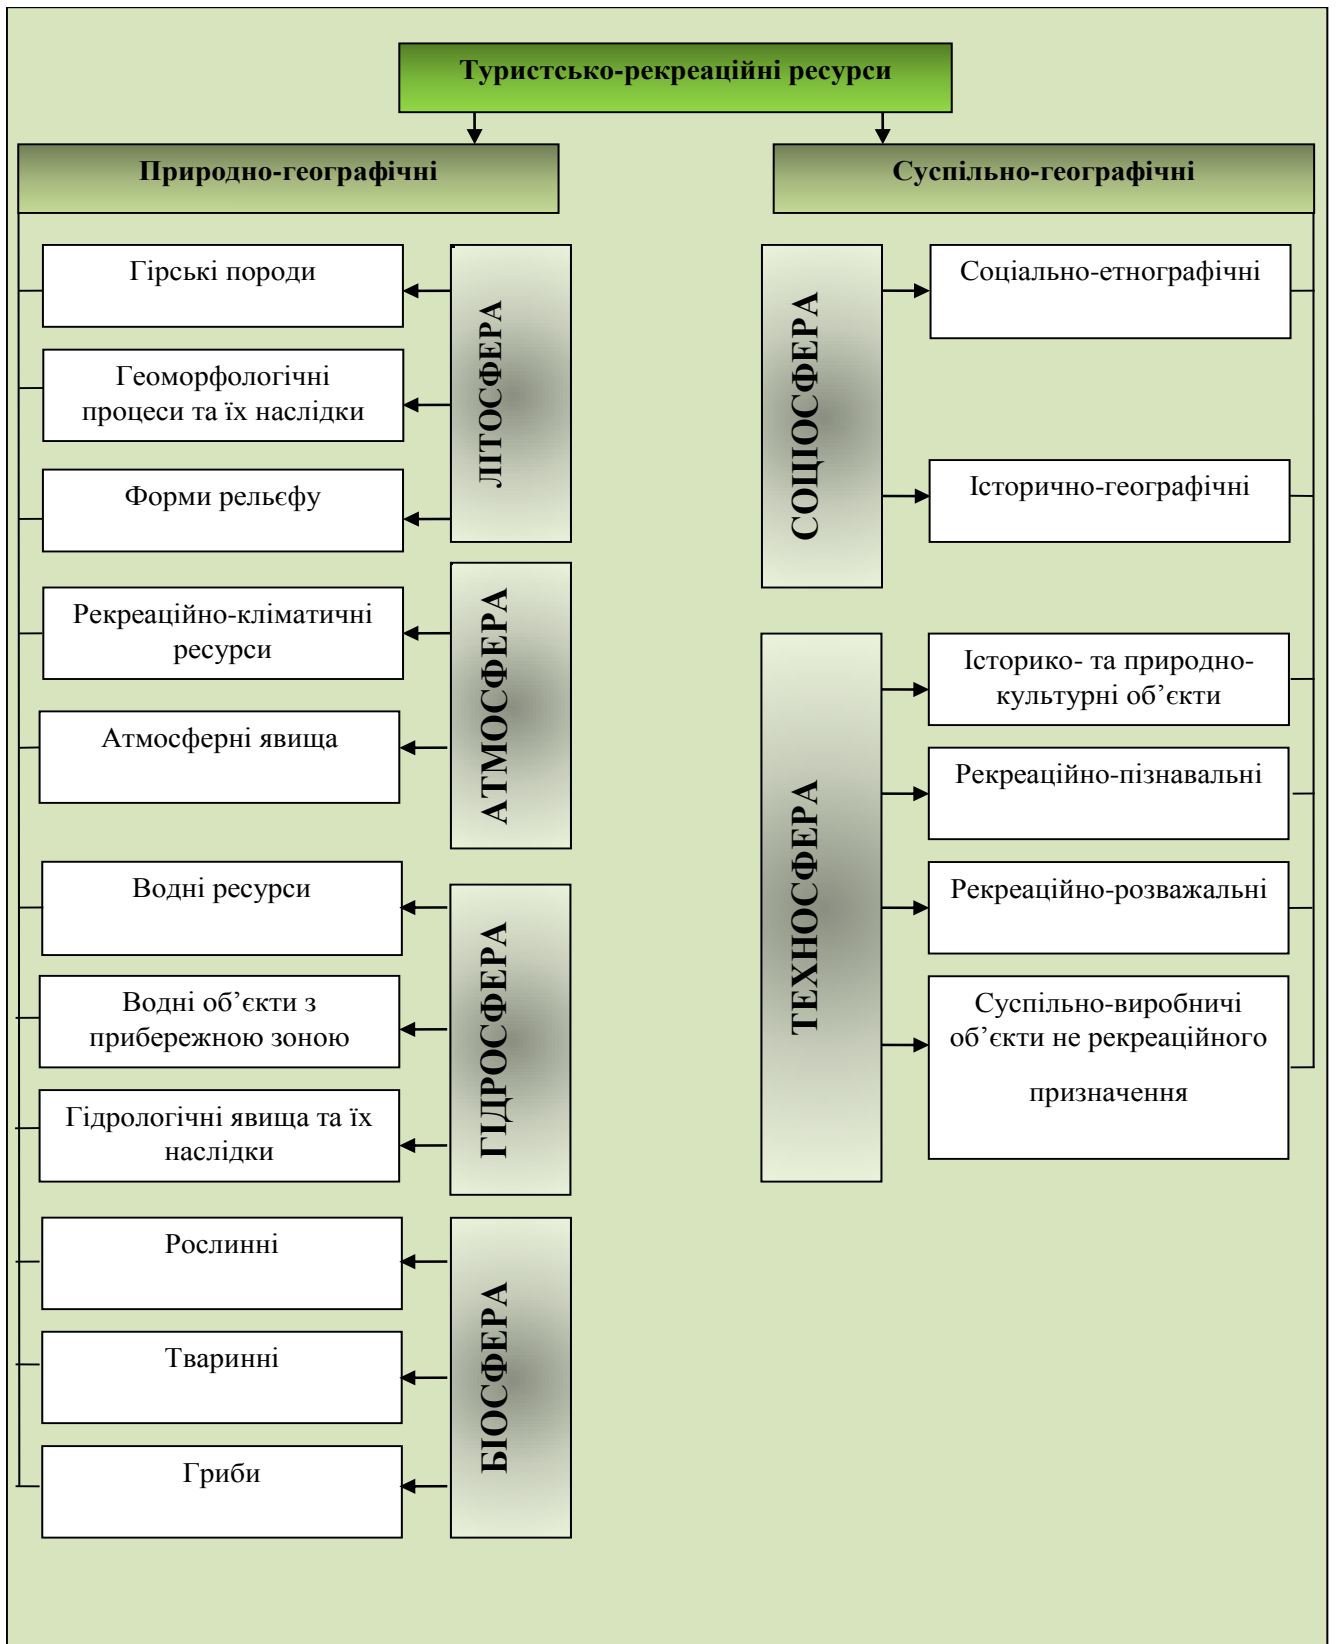 Туристсько-рекреаційні ресурси
Природно-географічні
Гірські породи
Геоморфологічні
процеси та їх наслідки
Форми рельєфу
ЛІТОСФЕРА
Рекреаційно-кліматичні
ресурси
Атмосферні явища
АТМОСФЕРА
Водні ресурси
Водні об’єкти з
прибережною зоною
Гідрологічні явища та їх
наслідки
ГІДРОСФЕРА
Рослинні
Тваринні
Гриби
БІОСФЕРА
Суспільно-географічні
СОЦІОСФЕРА
Соціально-етнографічні
Історично-географічні
ТЕХНОСФЕРА
Історико- та природно-
культурні об’єкти
Рекреаційно-пізнавальні
Рекреаційно-розважальні
Суспільно-виробничі
об’єкти не рекреаційного
призначення